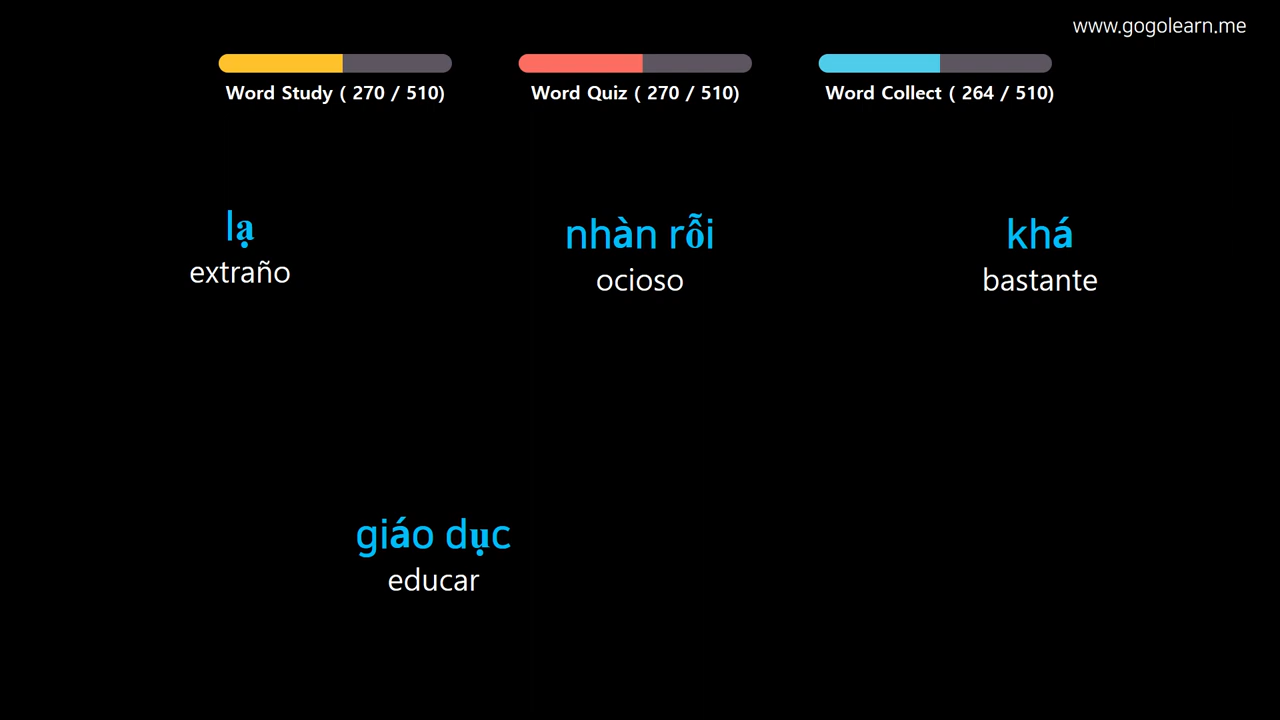 www.gogolearn.me
Word Study ( 270 / 510)
Word Quiz ( 270 / 510)
Word Collect ( 264 / 510)
lạ
extraño
nhàn rỗi
ocioso
khá
bastante
giáo dục
educar